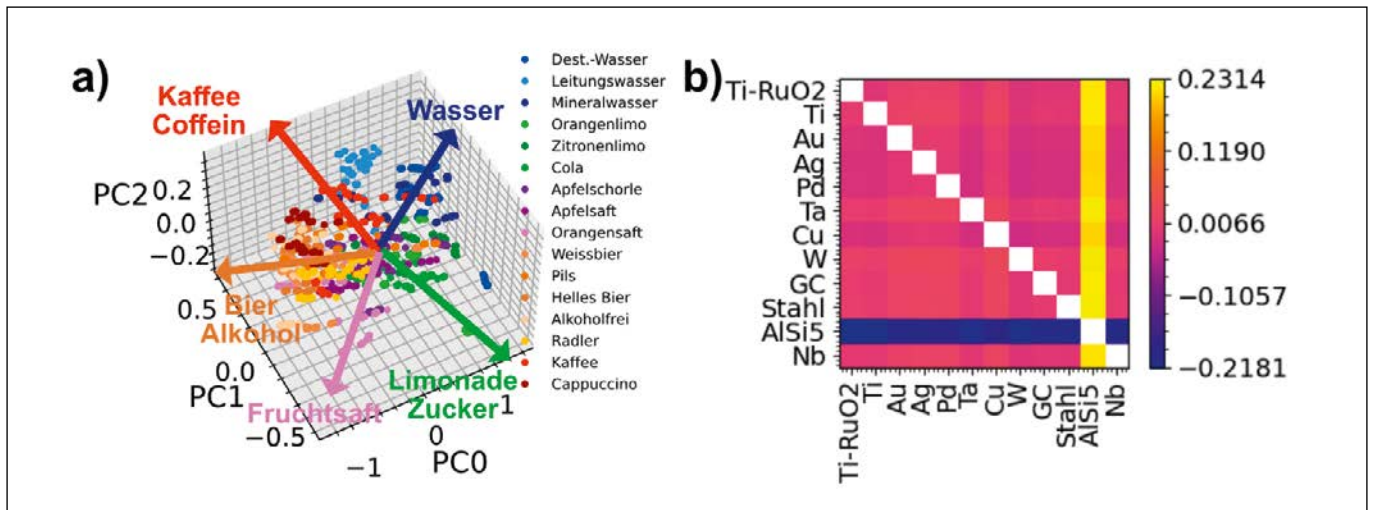 a)
Kaffee
Coffein
Wasser
Bier
Alkohol
Fruchtsaft
Limonade
Zucker
PC2
0.2
0.0
−0.2
0.5
0.0
−0.5
PC1
−1
0
1
PC0
Dest.-Wasser
Leitungswasser
Mineralwasser
Orangenlimo
Zitronenlimo
Cola
Apfelschorle
Apfelsaft
Orangensaft
Weissbier
Pils
Helles Bier
Alkoholfrei
Radler
Kaffee
Cappuccino
b)
Ti-RuO2
Ti
Au
Ag
Pd
Ta
Cu
W
GC
Stahl
AlSi5
Nb
Ti-RuO2
Ti
Au
Ag
Pd
Ta
Cu
W
GC
Stahl
AlSi5
Nb
0.2314
0.1190
0.0066
−0.1057
−0.2181